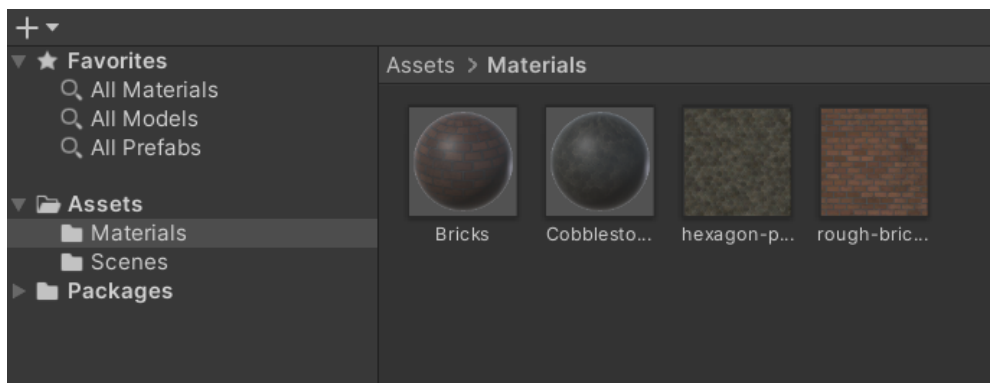 Favorites
All Materials
All Models
All Prefabs
Assets
Materials
Scenes
Packages
Assets > Materials
Bricks
Cobblesto...
hexagon-p...
rough-bric...